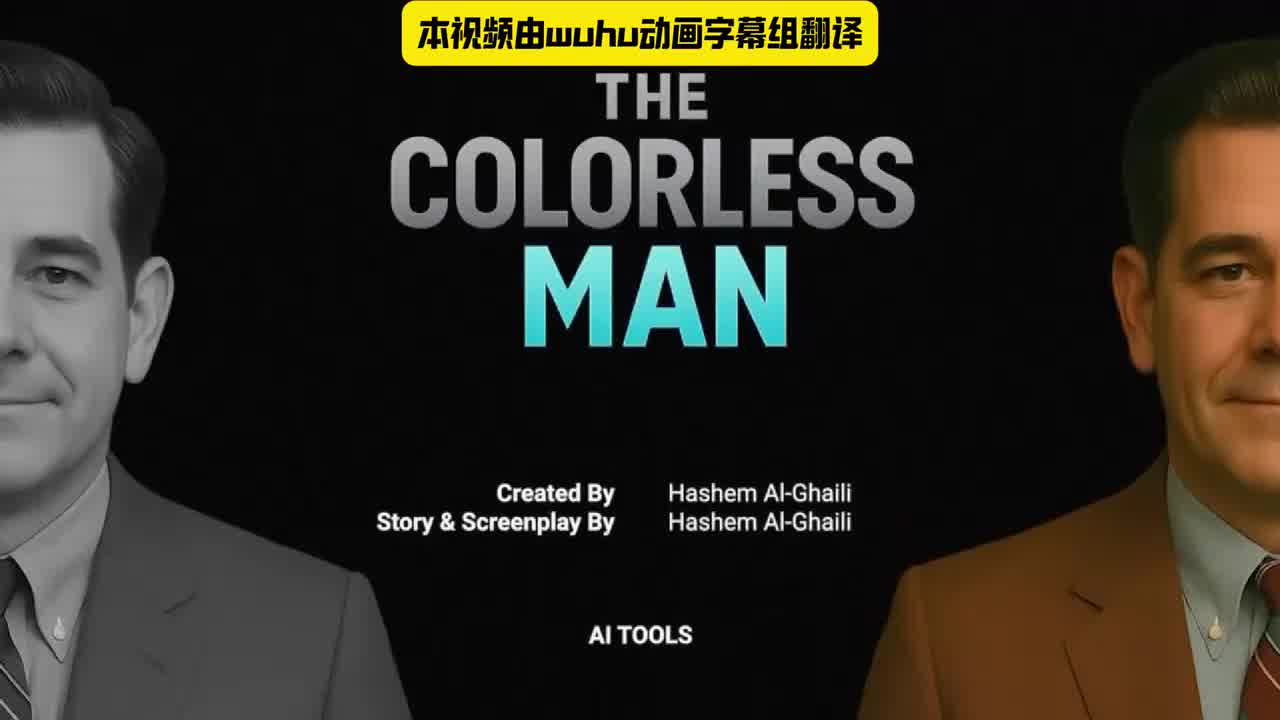 本视频由wuhu动画字幕组翻译
THE
COLORLESS
MAN
Created By Hashem Al-Ghaili
Story & Screenplay By Hashem Al-Ghaili
AI TOOLS